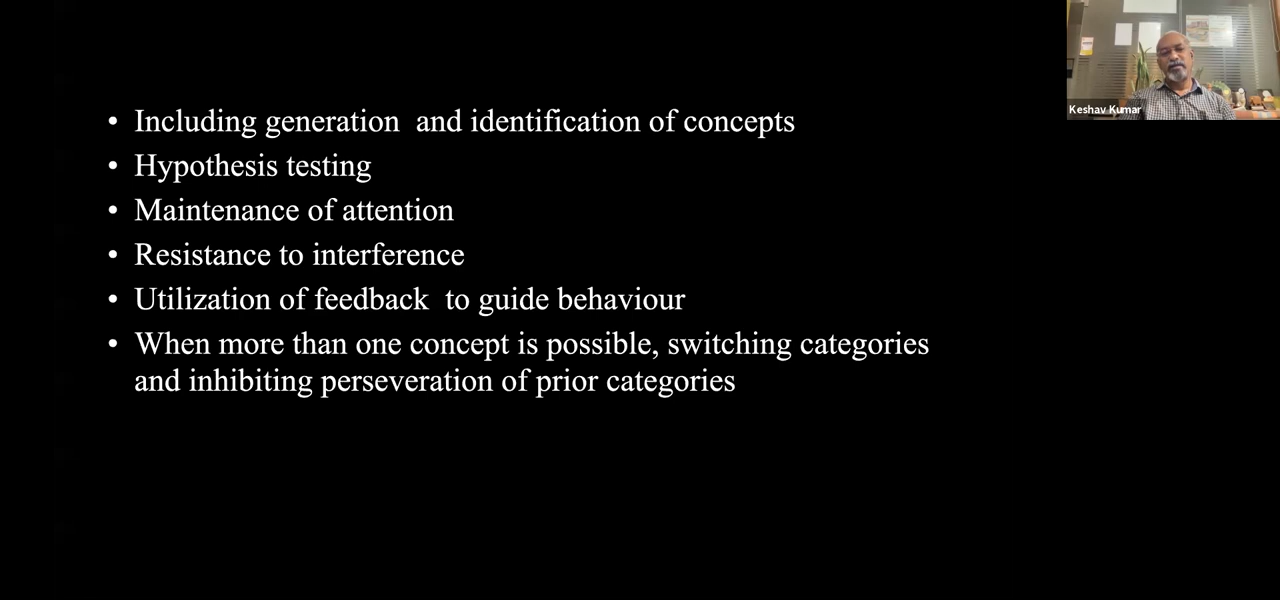 • Including generation  and identification of concepts
• Hypothesis testing
• Maintenance of attention
• Resistance to interference
• Utilization of feedback  to guide behaviour
• When more than one concept is possible, switching categories
and inhibiting perseveration of prior categories
Keshav Kumar